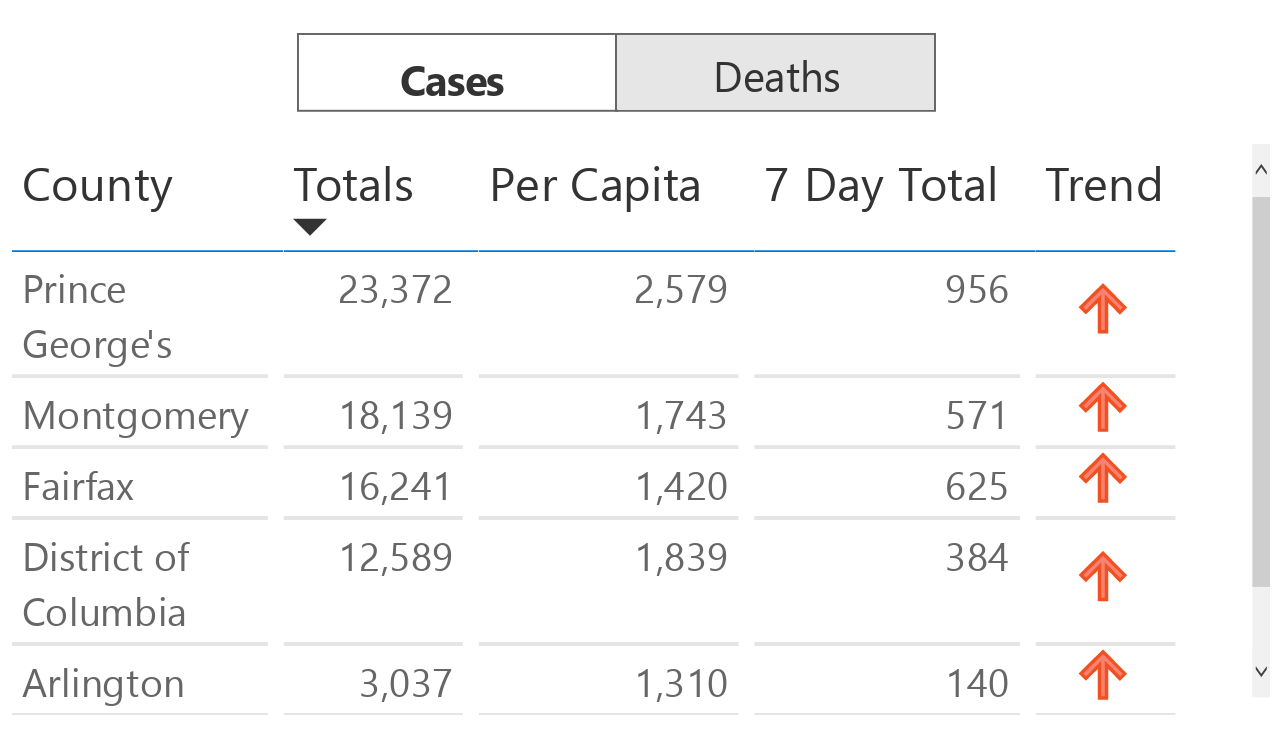 Cases Deaths
County Totals Per Capita 7 Day Total Trend
Prince 23,372 2,579 956
George's
Montgomery 18,139 1,743 571
Fairfax 16,241 1,420 625
District of 12,589 1,839 384
Columbia
Arlington 3,037 1,310 140